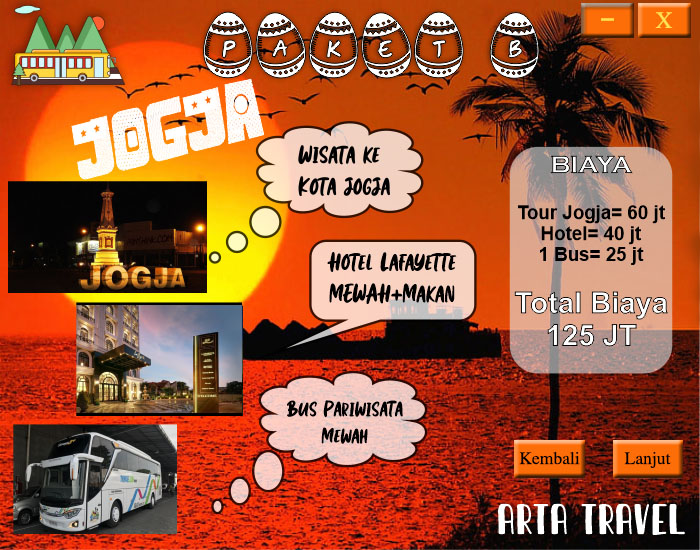 PAKET B
– X
JOGJA
WISATA KE
KOTA JOGJA
JOGJA
HOTEL LAFAYETTE
MEWAH+MAKAN
BUS PARIWISATA
MEWAH
BIAYA
Tour Jogja= 60 jt
Hotel= 40 jt
1 Bus= 25 jt
Total Biaya
125 JT
Kembali
Lanjut
ARTA TRAVEL